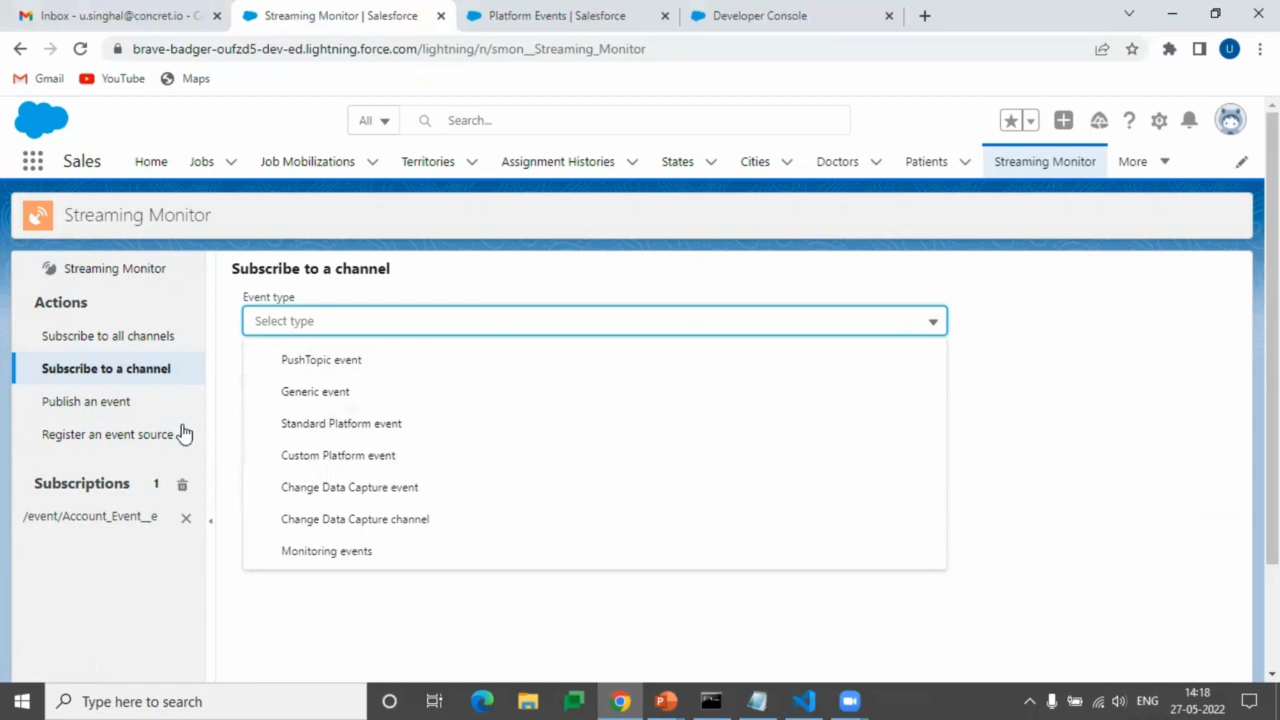 Inbox - u.singhal@concret.io - C
Streaming Monitor | Salesforce
Platform Events | Salesforce
Developer Console
brave-badger-oufzd5-dev-ed.lightning.force.com/lightning/n/smon__Streaming_Monitor
U
Gmail
YouTube
Maps
All
Search...
Sales
Home
Jobs
Job Mobilizations
Territories
Assignment Histories
States
Cities
Doctors
Patients
Streaming Monitor
More
Streaming Monitor
Streaming Monitor
Actions
Subscribe to all channels
Subscribe to a channel
Publish an event
Register an event source
Subscriptions 1
/event/Account_Event__e
Subscribe to a channel
Event type
Select type
PushTopic event
Generic event
Standard Platform event
Custom Platform event
Change Data Capture event
Change Data Capture channel
Monitoring events
Type here to search
ENG
14:18
27-05-2022